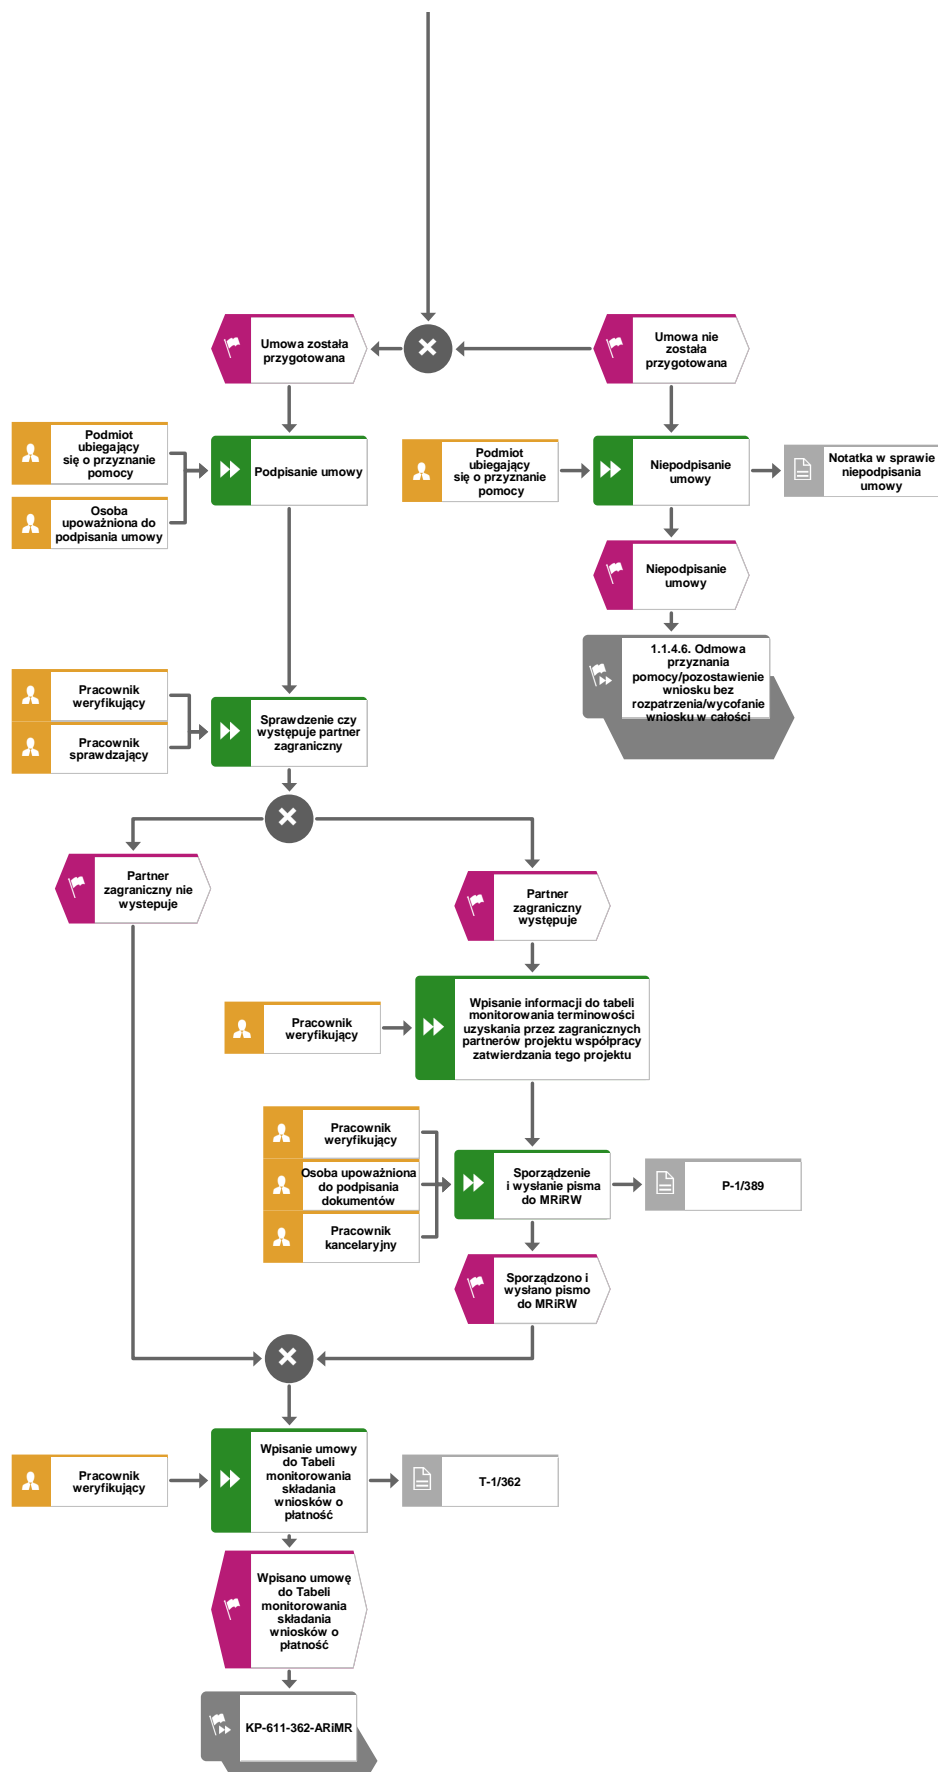 Umowa została
przygotowana
Umowa nie
została
przygotowana
Podmiot
ubiegający
się o przyznanie
pomocy
Osoba
upoważniona do
podpisania umowy
Podpisanie umowy
Podmiot
ubiegający
się o przyznanie
pomocy
Niepodpisanie
umowy
Notatka w sprawie
niepodpisania
umowy
Niepodpisanie
umowy
1.1.4.6. Odmowa
przyznania
pomocy/pozostawienie
wniosku bez
rozpatrzenia/wycofanie
wniosku w całości
Pracownik
weryfikujący
Pracownik
sprawdzający
Sprawdzenie czy
występuje partner
zagraniczny
Partner
zagraniczny nie
wystepuje
Partner
zagraniczny
występuje
Pracownik
weryfikujący
Wpisanie informacji do tabeli
monitorowania terminowości
uzyskania przez zagranicznych
partnerów projektu współpracy
zatwierdzania tego projektu
Pracownik
weryfikujący
Osoba upoważniona
do podpisania
dokumentów
Pracownik
kancelaryjny
Sporządzenie
i wysłanie pisma
do MRiRW
P-1/389
Sporządzono i
wysłano pismo
do MRiRW
Pracownik
weryfikujący
Wpisanie umowy
do Tabeli
monitorowania
składania
wniosków o
płatność
T-1/362
Wpisano umowę
do Tabeli
monitorowania
składania
wniosków o
płatność
KP-611-362-ARiMR